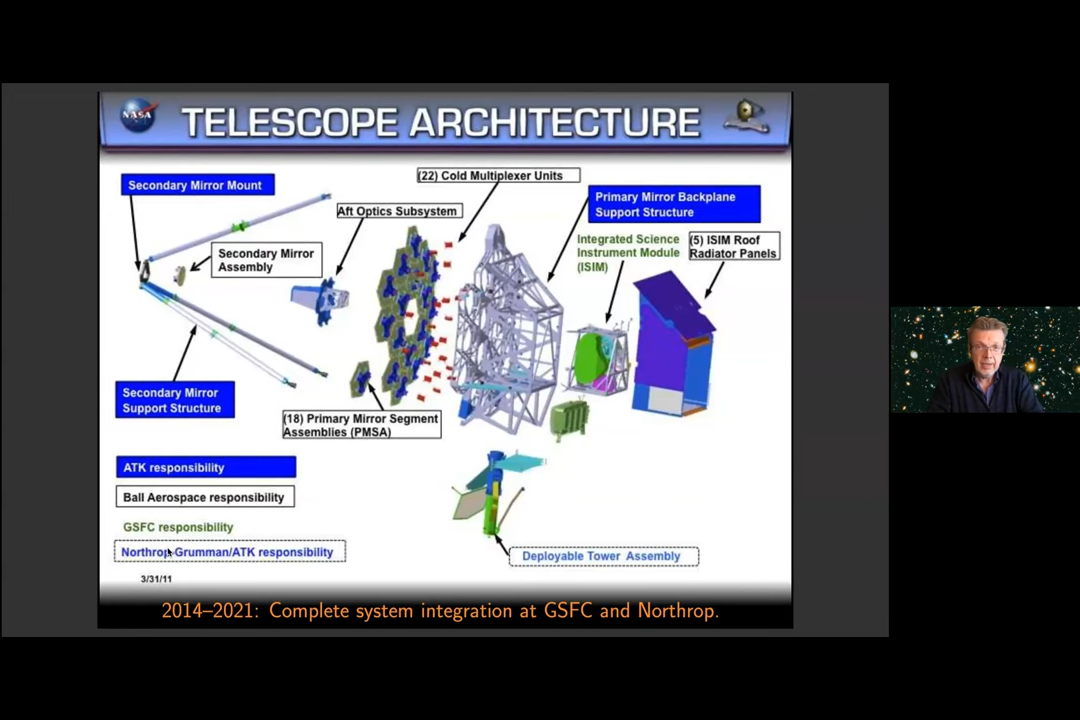 NASA
TELESCOPE ARCHITECTURE
(22) Cold Multiplexer Units
Secondary Mirror Mount
Primary Mirror Backplane
Support Structure
Aft Optics Subsystem
Integrated Science
Instrument Module
(ISIM)
(5) ISIM Roof
Radiator Panels
Secondary Mirror
Assembly
Secondary Mirror
Support Structure
(18) Primary Mirror Segment
Assemblies (PMSA)
ATK responsibility
Ball Aerospace responsibility
GSFC responsibility
Northrop-Grumman/ATK responsibility
Deployable Tower Assembly
3/31/11
2014–2021: Complete system integration at GSFC and Northrop.